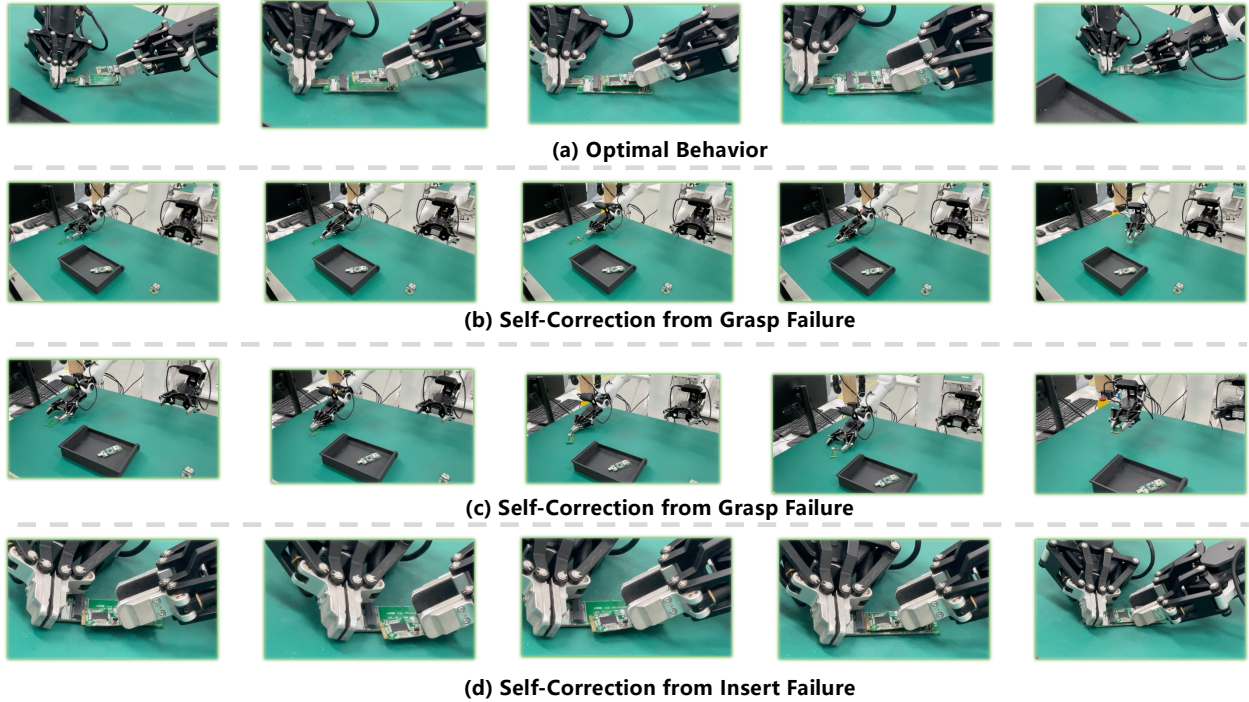 (a) Optimal Behavior
(b) Self-Correction from Grasp Failure
(c) Self-Correction from Grasp Failure
(d) Self-Correction from Insert Failure